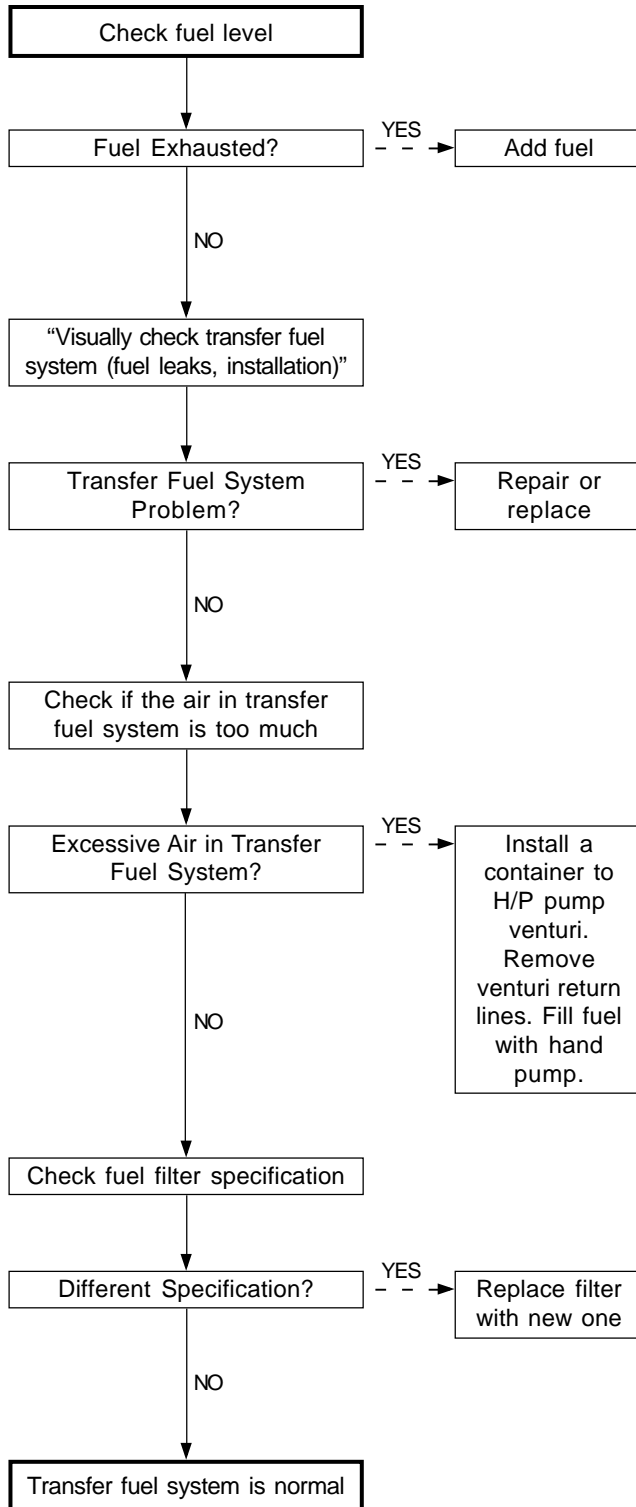 Check fuel level
Fuel Exhausted?
YES
Add fuel
NO
“Visually check transfer fuel
system (fuel leaks, installation)”
Transfer Fuel System
Problem?
YES
Repair or
replace
NO
Check if the air in transfer
fuel system is too much
Excessive Air in Transfer
Fuel System?
YES
Install a
container to
H/P pump
venturi.
Remove
venturi return
lines. Fill fuel
with hand
pump.
NO
Check fuel filter specification
Different Specification?
YES
Replace filter
with new one
NO
Transfer fuel system is normal